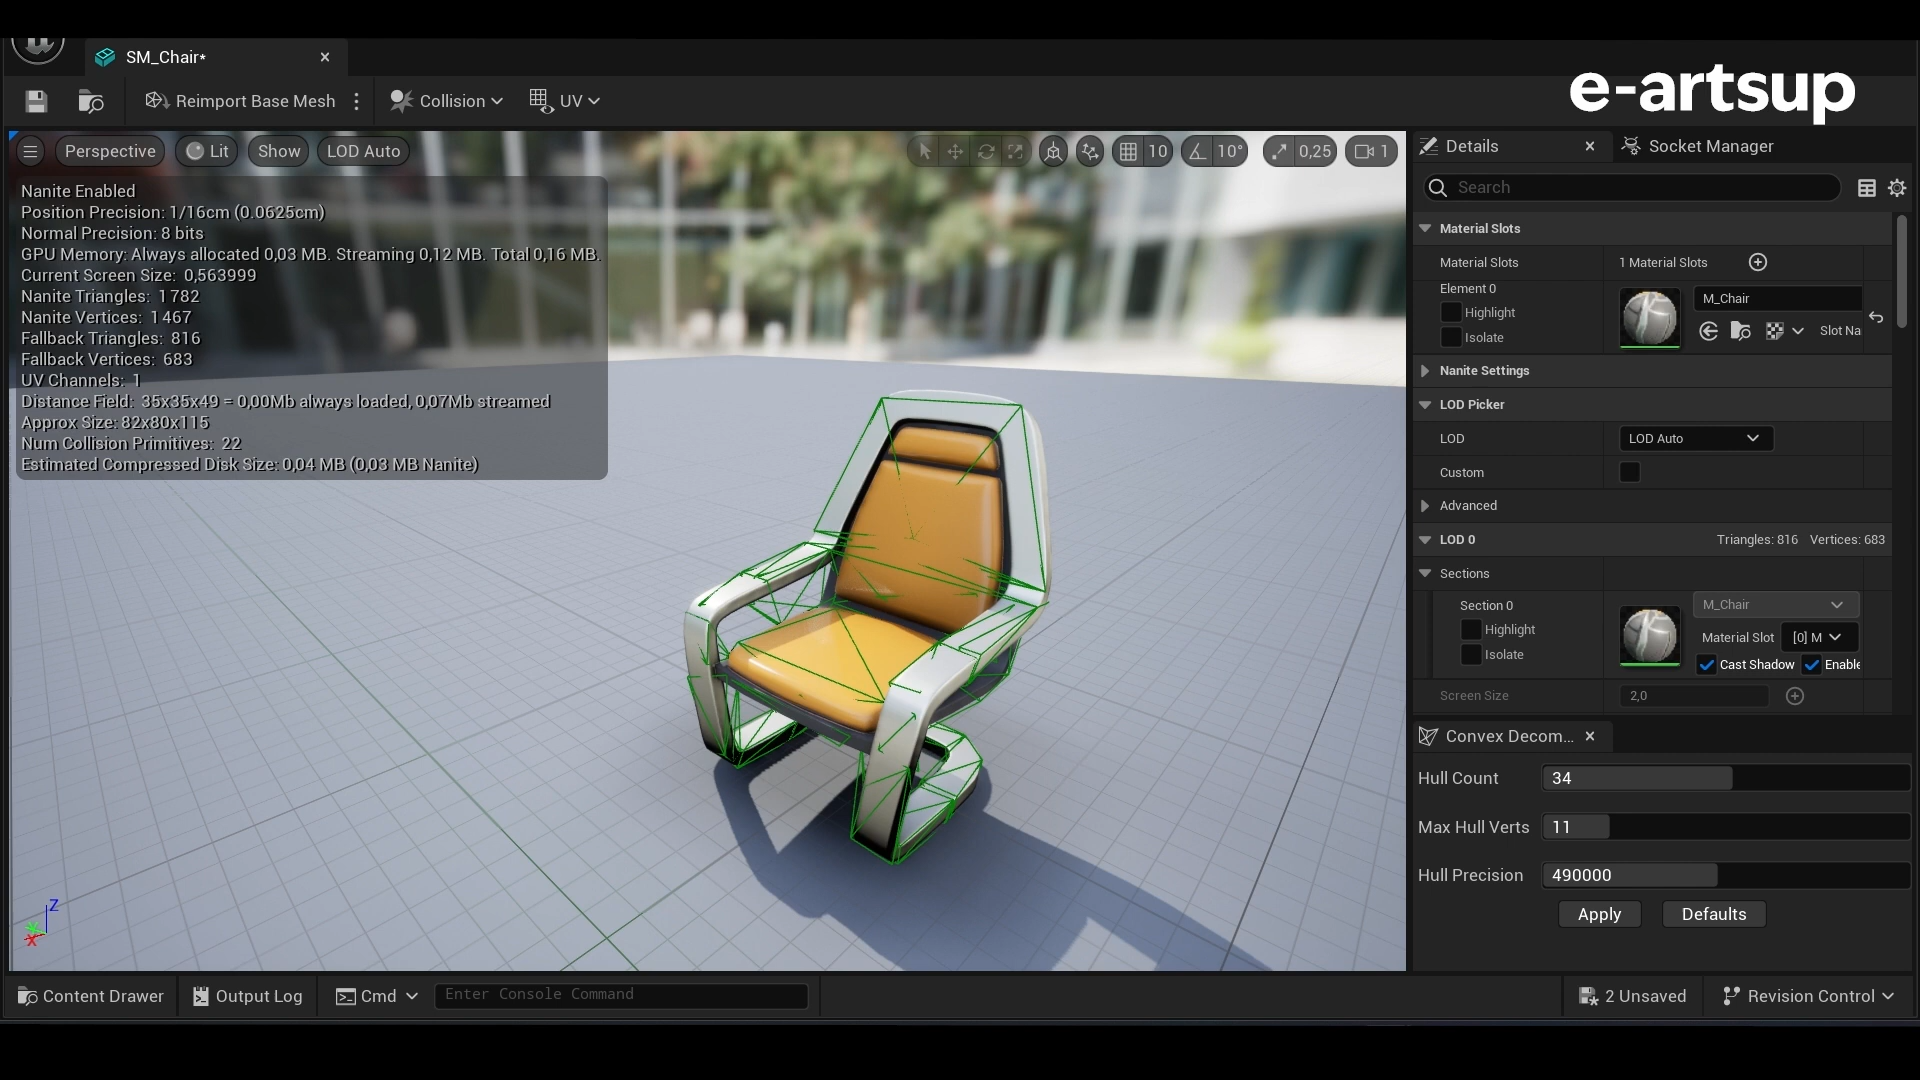 SM_Chair*
e-artsup
Reimport Base Mesh
Collision
UV
Perspective
Lit
Show
LOD Auto
10
10°
0,25
1
Nanite Enabled
Position Precision: 1/16cm (0.0625cm)
Normal Precision: 8 bits
GPU Memory: Always allocated 0,03 MB. Streaming 0,12 MB. Total 0,16 MB.
Current Screen Size: 0,563999
Nanite Triangles: 1 782
Nanite Vertices: 1 467
Fallback Triangles: 816
Fallback Vertices: 683
UV Channels: 1
Distance Field: 35x35x49 = 0,00Mb always loaded, 0,07Mb streamed
Approx Size: 82x80x115
Num Collision Primitives: 22
Estimated Compressed Disk Size: 0,04 MB (0,03 MB Nanite)
Z
X
Details
Socket Manager
Search
Material Slots
Material Slots
1 Material Slots
Element 0
Highlight
Isolate
M_Chair
Slot Na
Nanite Settings
LOD Picker
LOD
LOD Auto
Custom
Advanced
LOD 0
Triangles: 816 Vertices: 683
Sections
Section 0
Highlight
Isolate
M_Chair
Material Slot
[0] M
Cast Shadow
Enable
Screen Size
2,0
Convex Decom...
Hull Count
34
Max Hull Verts
11
Hull Precision
490000
Apply
Defaults
Content Drawer
Output Log
Cmd
Enter Console Command
2 Unsaved
Revision Control